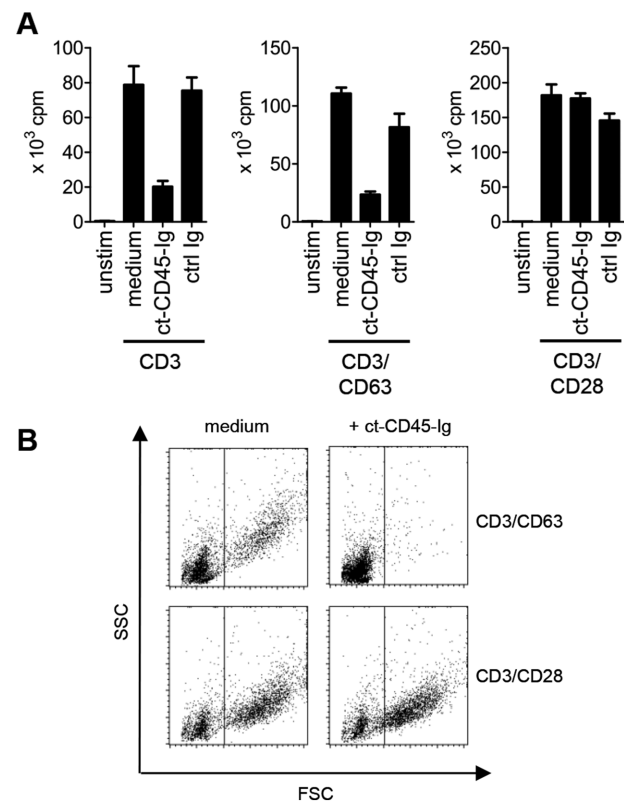 A
100
80
60
40
20
0
x 10³ cpm
unstim
medium
ct-CD45-Ig
ctrl Ig
CD3
150
100
50
0
x 10³ cpm
unstim
medium
ct-CD45-Ig
ctrl Ig
CD3/
CD63
250
200
150
100
50
0
x 10³ cpm
unstim
medium
ct-CD45-Ig
ctrl Ig
CD3/
CD28
B
medium
+ ct-CD45-Ig
CD3/CD63
CD3/CD28
SSC
FSC